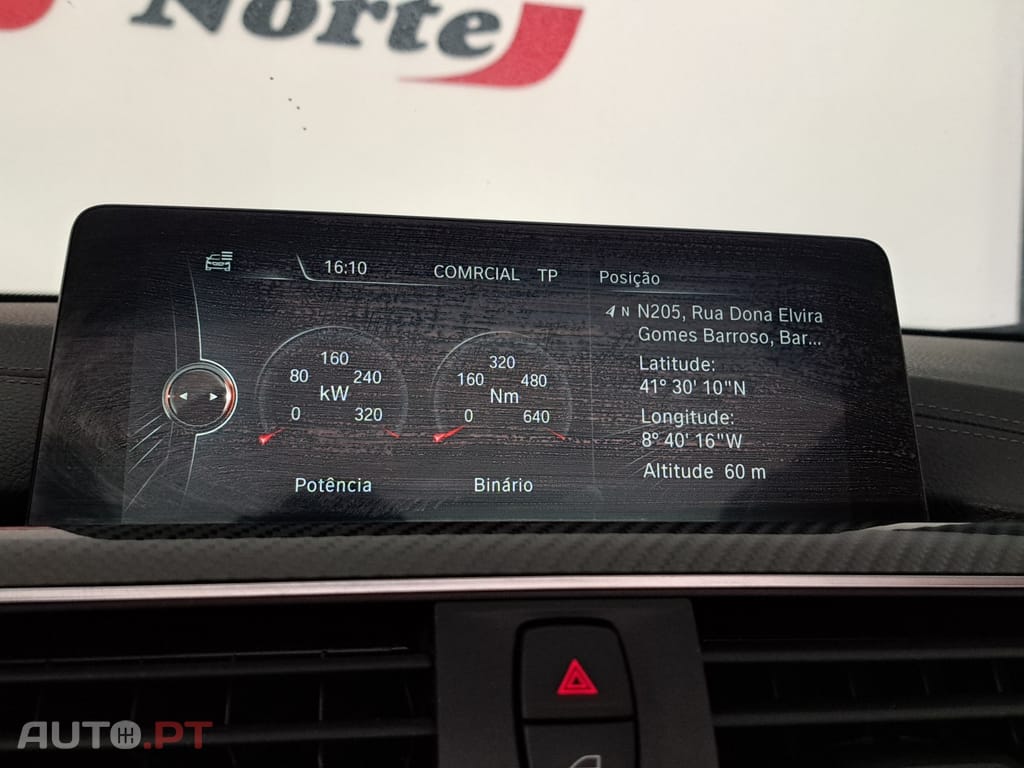 Norte
16:10
COMRCIAL TP
Posição
N N205, Rua Dona Elvira
Gomes Barroso, Bar...
Latitude:
41° 30' 10"N
Longitude:
8° 40' 16"W
Altitude 60 m
160
80 240
kW
0 320
Potência
320
160 480
Nm
0 640
Binário
AUTO.PT